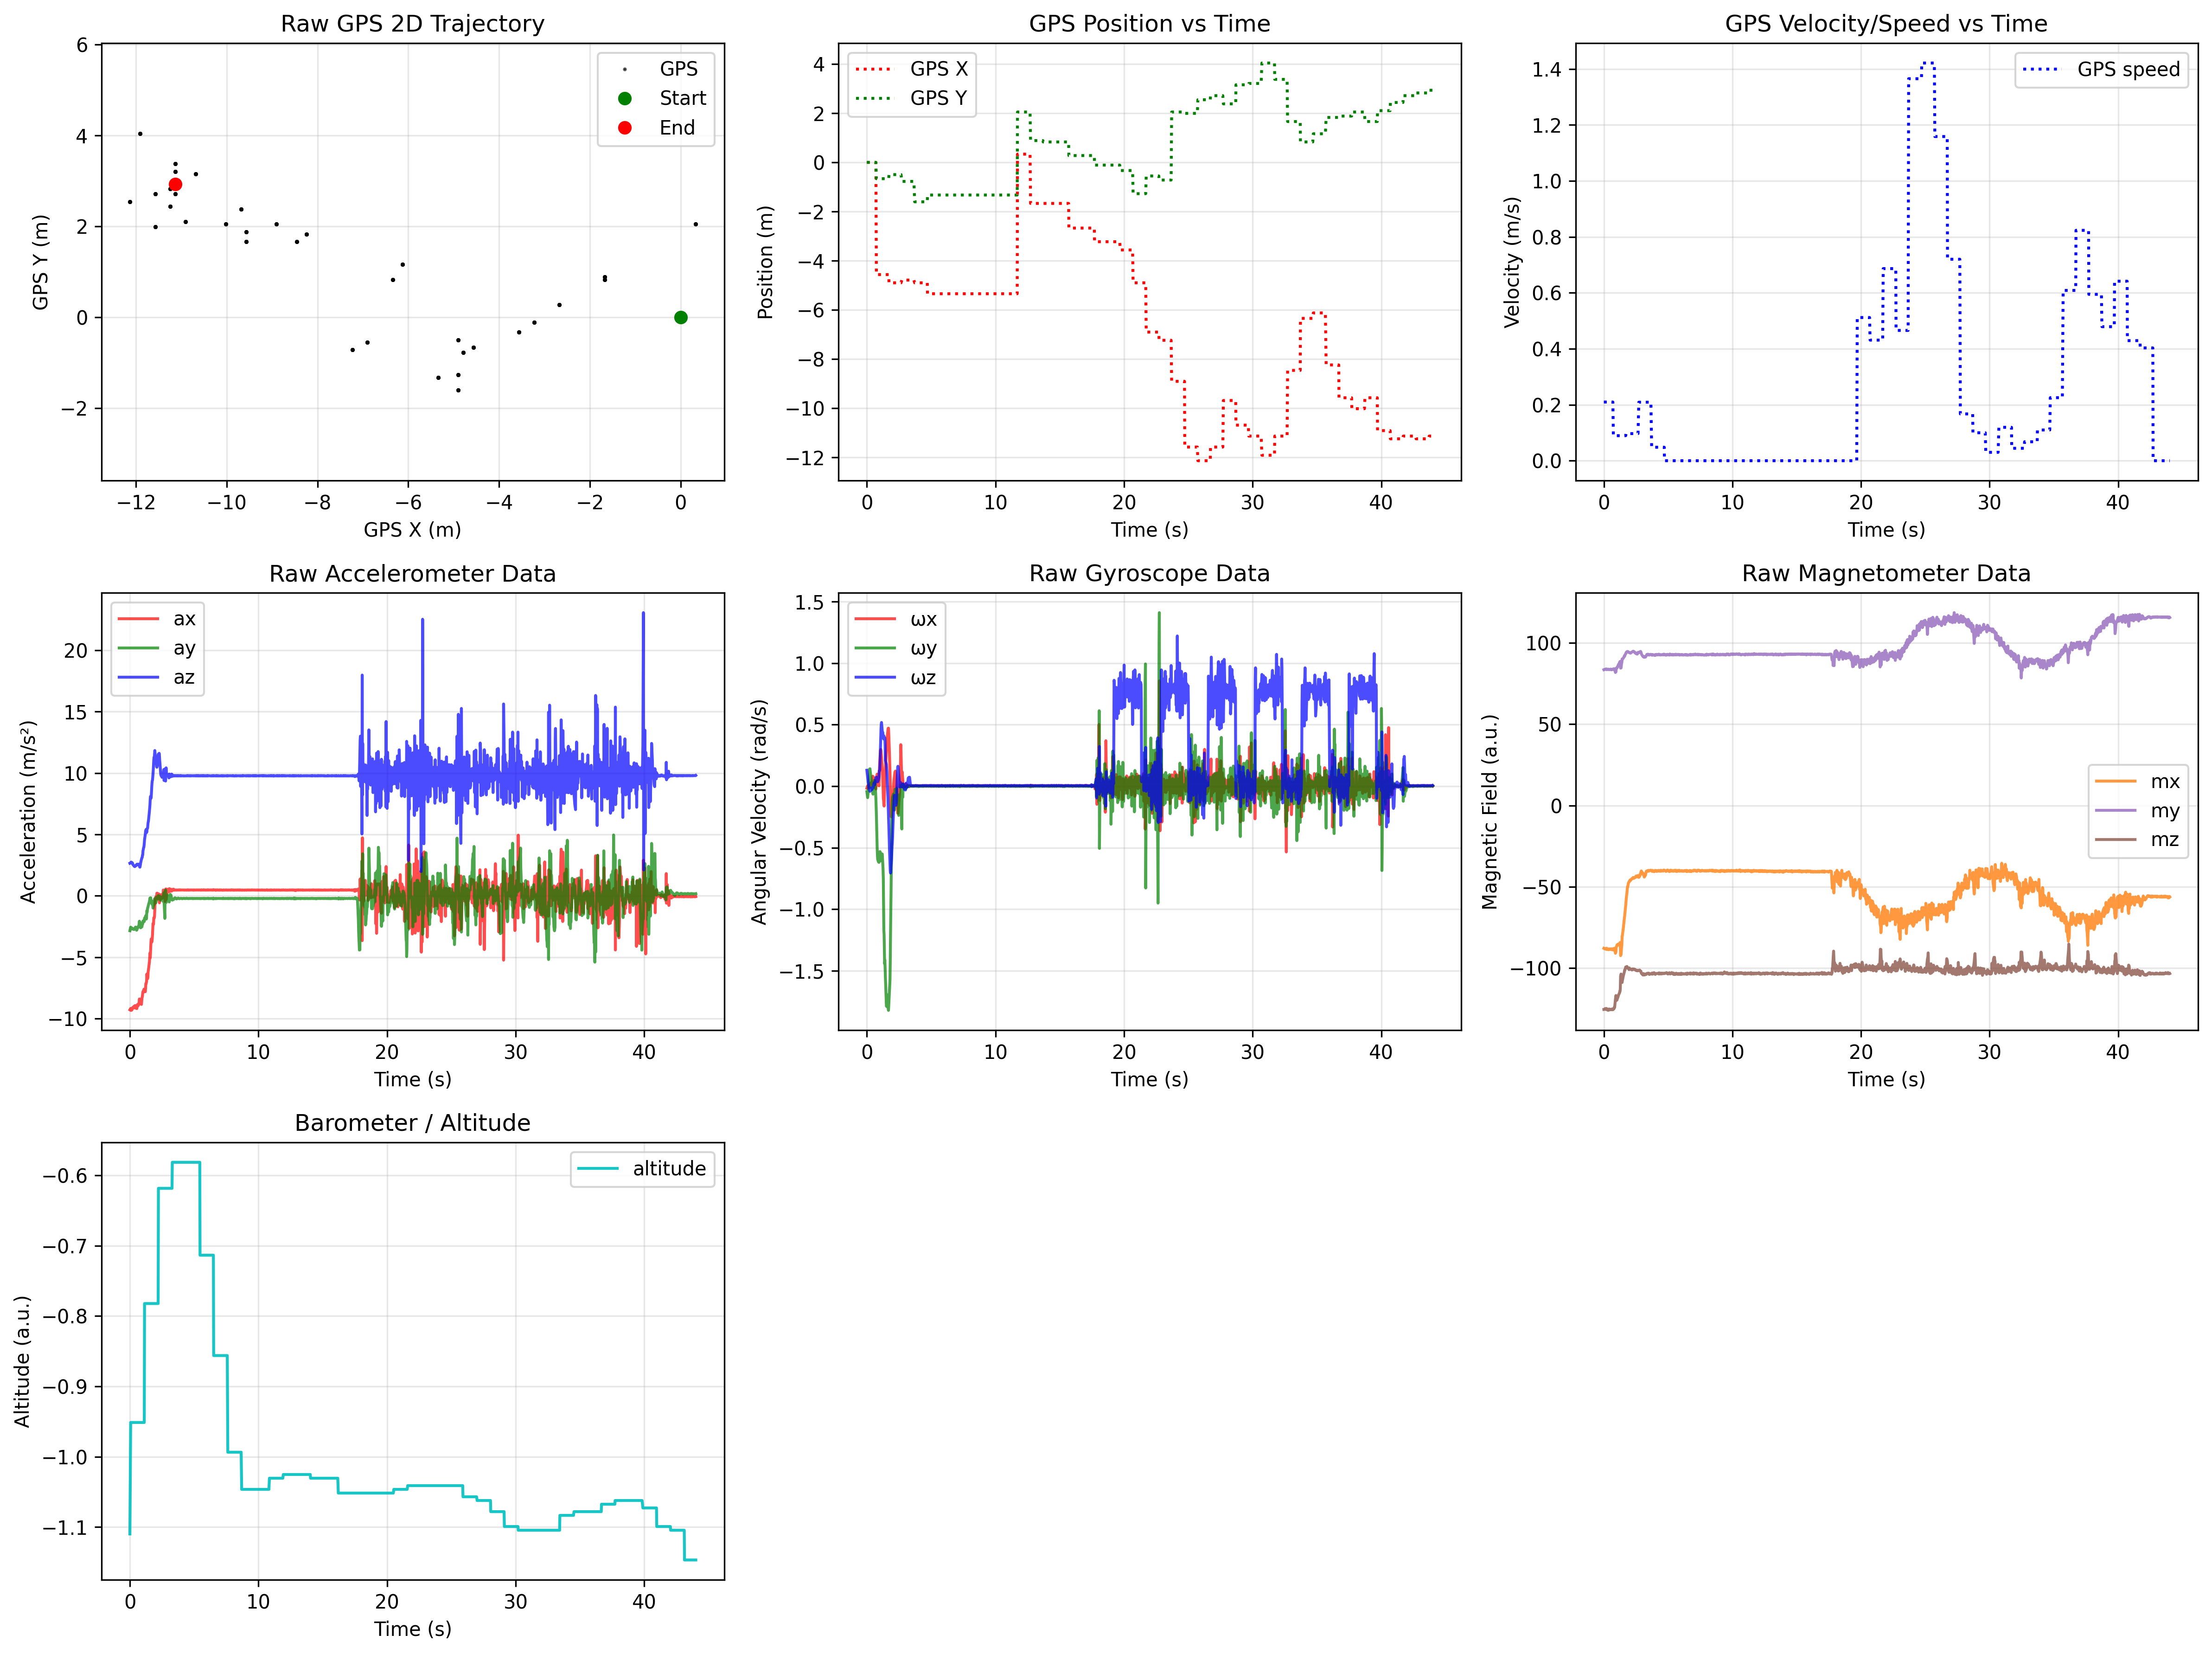 Raw GPS 2D Trajectory
GPS Y (m)
6
4
2
0
−2
GPS
Start
End
−12
−10
−8
−6
−4
−2
0
GPS X (m)
GPS Position vs Time
Position (m)
4
2
0
−2
−4
−6
−8
−10
−12
GPS X
GPS Y
0
10
20
30
40
Time (s)
GPS Velocity/Speed vs Time
Velocity (m/s)
1.4
1.2
1.0
0.8
0.6
0.4
0.2
0.0
GPS speed
0
10
20
30
40
Time (s)
Raw Accelerometer Data
Acceleration (m/s²)
20
15
10
5
0
−5
−10
ax
ay
az
0
10
20
30
40
Time (s)
Raw Gyroscope Data
Angular Velocity (rad/s)
1.5
1.0
0.5
0.0
−0.5
−1.0
−1.5
ωx
ωy
ωz
0
10
20
30
40
Time (s)
Raw Magnetometer Data
Magnetic Field (a.u.)
100
50
0
−50
−100
mx
my
mz
0
10
20
30
40
Time (s)
Barometer / Altitude
Altitude (a.u.)
−0.6
−0.7
−0.8
−0.9
−1.0
−1.1
altitude
0
10
20
30
40
Time (s)